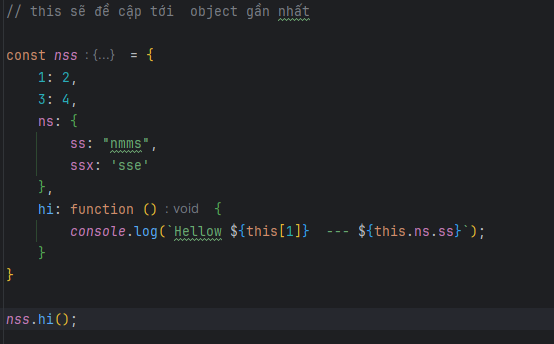 // this sẽ đề cập tới  object gần nhất
const nss : {...}  = {
    1: 2,
    3: 4,
    ns: {
        ss: "nmms",
        ssx: 'sse'
    },
    hi: function () : void  {
        console.log(`Hellow ${this[1]}  --- ${this.ns.ss}`);
    }
}
nss.hi();